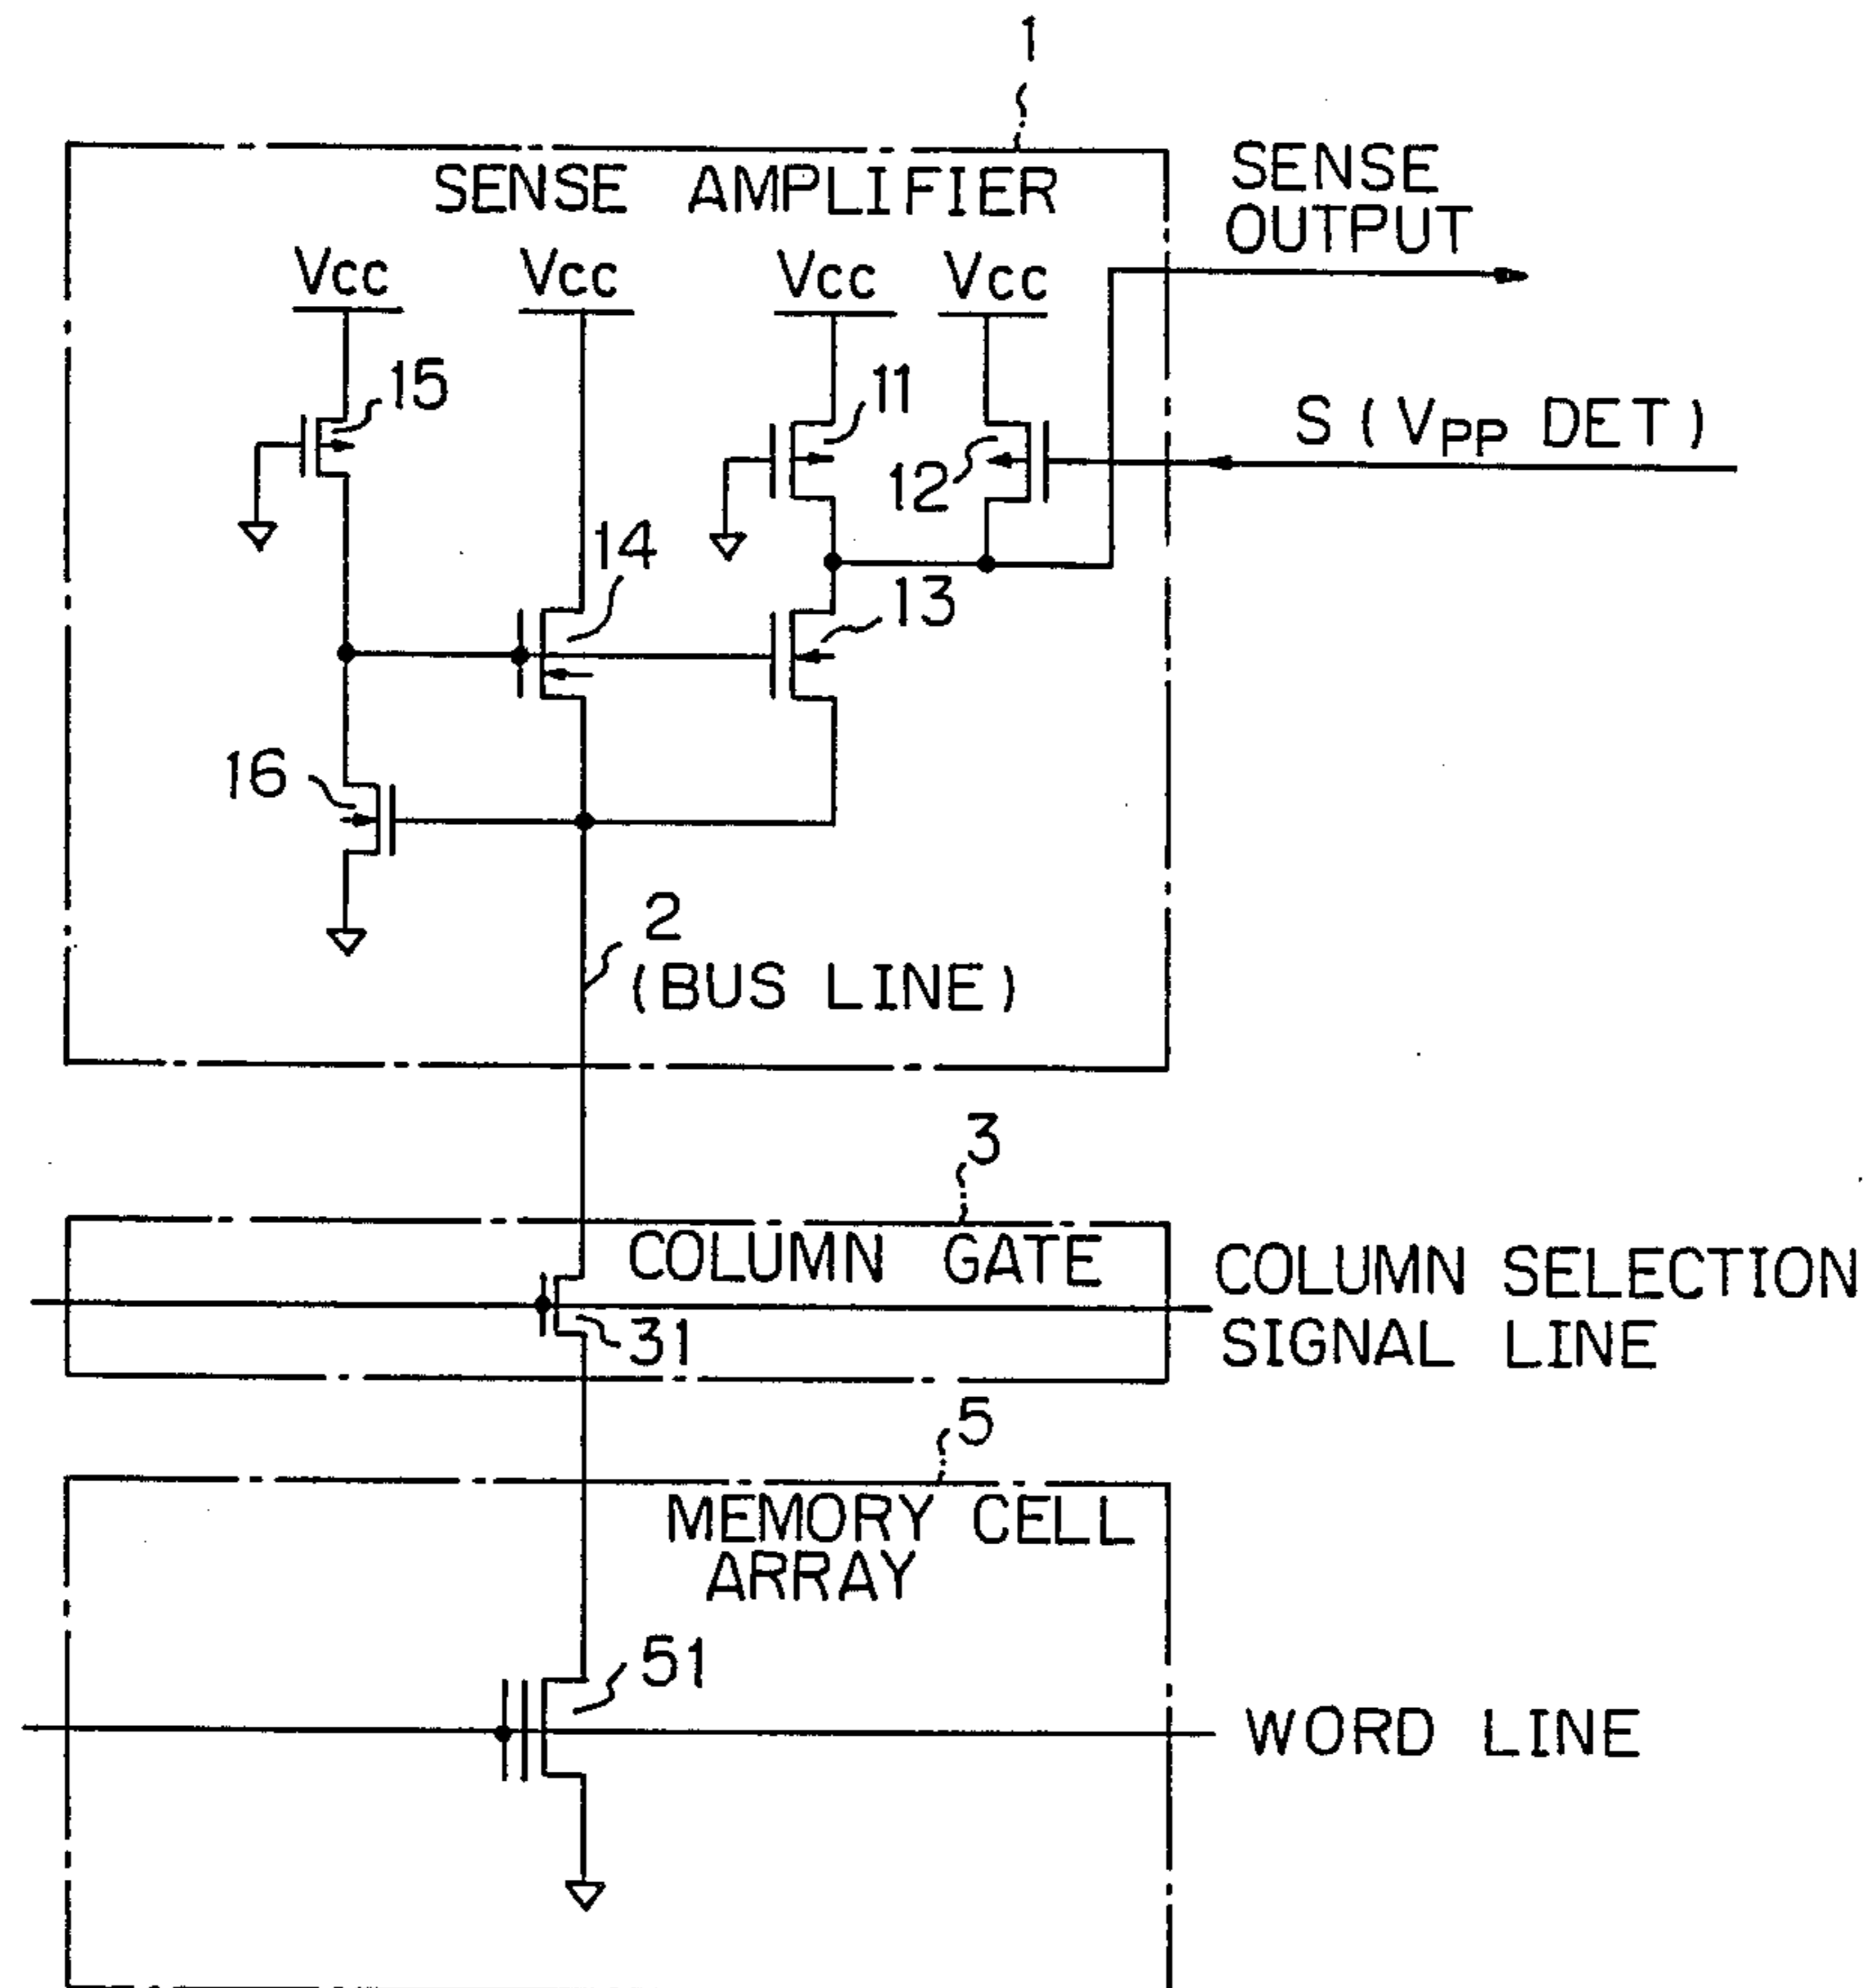 1
SENSE AMPLIFIER
SENSE
OUTPUT
Vcc Vcc Vcc Vcc
15
11
S (VPP DET)
12
14
13
16
2
(BUS LINE)
3
COLUMN GATE
COLUMN SELECTION
SIGNAL LINE
31
5
MEMORY CELL
ARRAY
51
WORD LINE